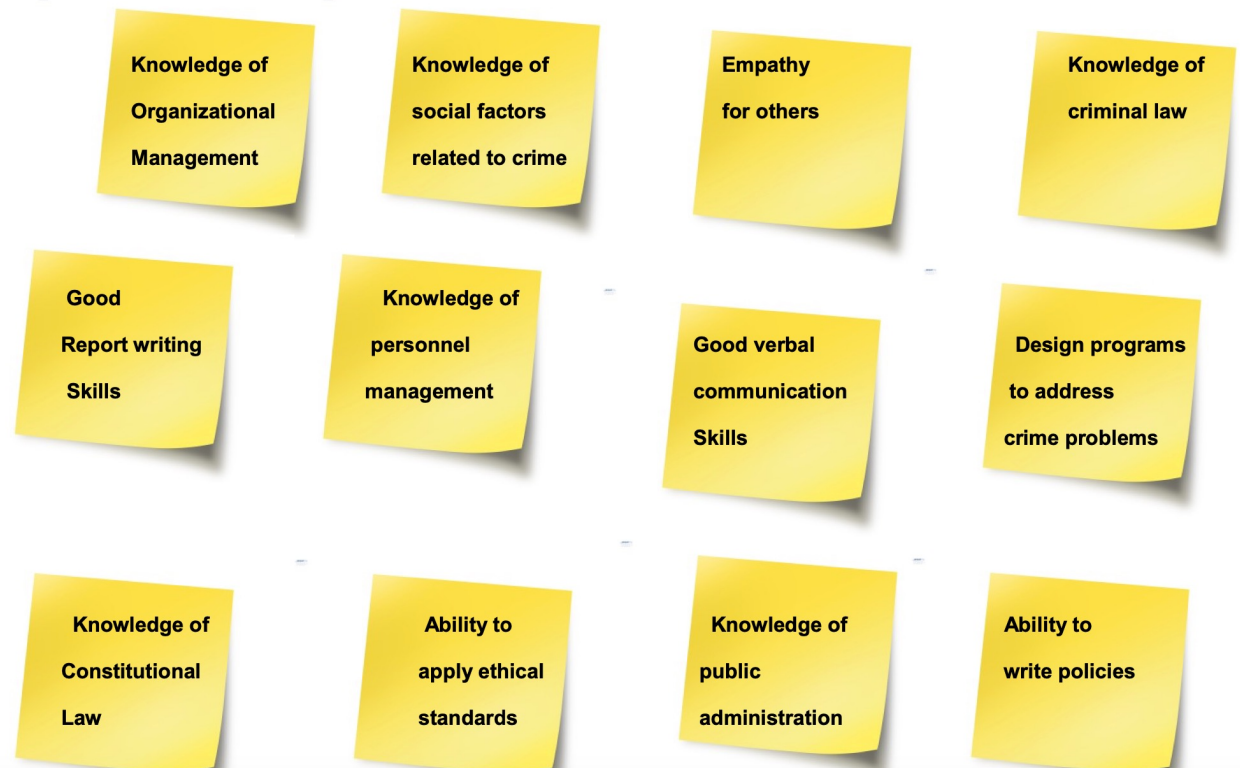 Knowledge of
Organizational
Management
Knowledge of
social factors
related to crime
Empathy
for others
Knowledge of
criminal law
Good
Report writing
Skills
Knowledge of
personnel
management
Good verbal
communication
Skills
Design programs
to address
crime problems
Knowledge of
Constitutional
Law
Ability to
apply ethical
standards
Knowledge of
public
administration
Ability to
write policies